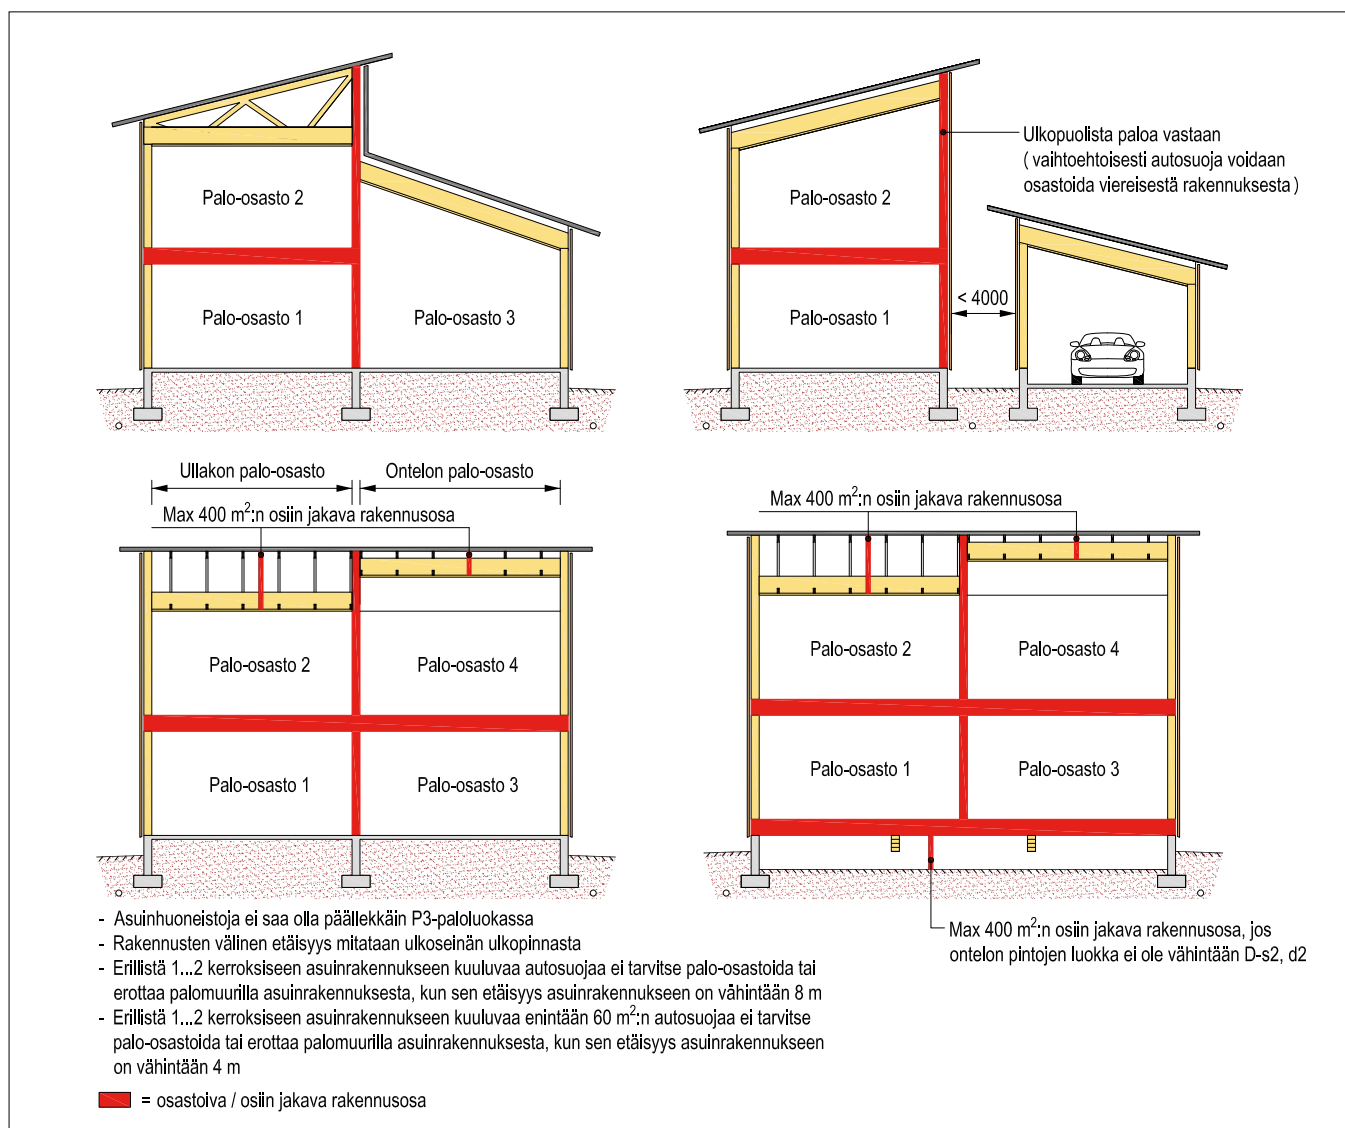 Palo-osasto 2
Palo-osasto 1
Palo-osasto 3
Palo-osasto 2
Palo-osasto 1
Ulkopuolista paloa vastaan
( vaihtoehtoisesti autosuoja voidaan
osastoida viereisestä rakennuksesta )
< 4000
Ullakon palo-osasto
Ontelon palo-osasto
Max 400 m²:n osiin jakava rakennusosa
Palo-osasto 2
Palo-osasto 4
Palo-osasto 1
Palo-osasto 3
Max 400 m²:n osiin jakava rakennusosa
Palo-osasto 2
Palo-osasto 4
Palo-osasto 1
Palo-osasto 3
Max 400 m²:n osiin jakava rakennusosa, jos
ontelon pintojen luokka ei ole vähintään D-s2, d2
- Asuinhuoneistoja ei saa olla päällekkäin P3-paloluokassa
- Rakennusten välinen etäisyys mitataan ulkoseinän ulkopinnasta
- Erillistä 1...2 kerroksiseen asuinrakennukseen kuuluvaa autosuojaa ei tarvitse palo-osastoida tai
erottaa palomuurilla asuinrakennuksesta, kun sen etäisyys asuinrakennukseen on vähintään 8 m
- Erillistä 1...2 kerroksiseen asuinrakennukseen kuuluvaa enintään 60 m²:n autosuojaa ei tarvitse
palo-osastoida tai erottaa palomuurilla asuinrakennuksesta, kun sen etäisyys asuinrakennukseen
on vähintään 4 m
= osastoiva / osiin jakava rakennusosa